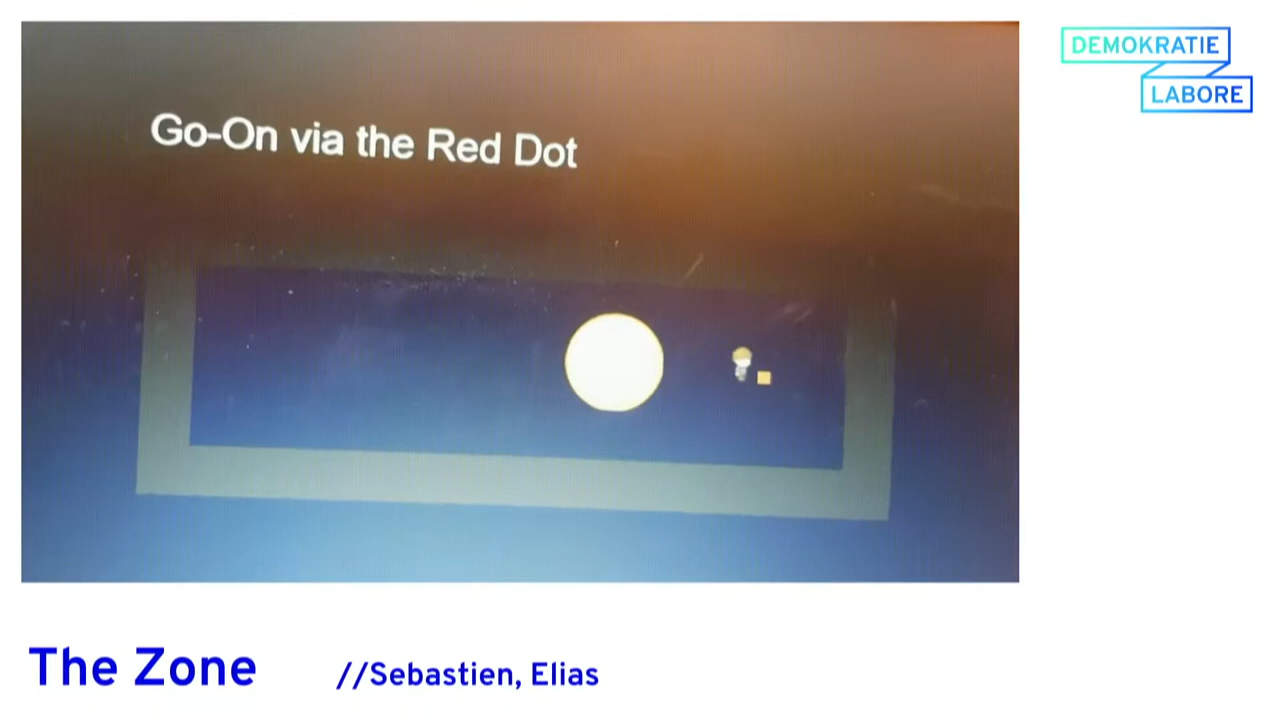 DEMOKRATIE
LABORE
Go-On via the Red Dot
The Zone
//Sebastien, Elias